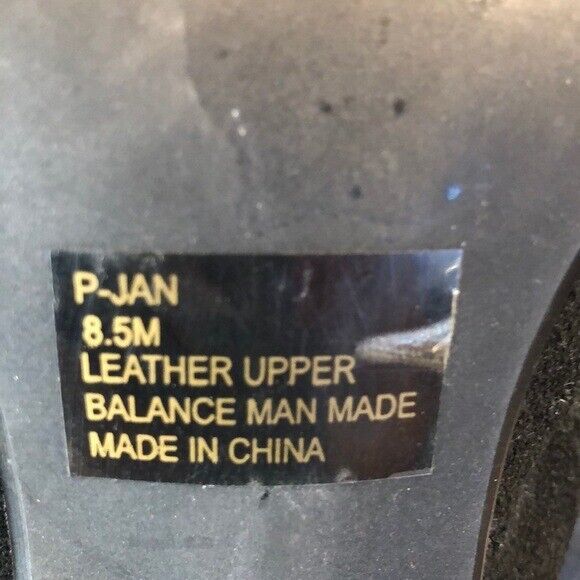 P-JAN
8.5M
LEATHER UPPER
BALANCE MAN MADE
MADE IN CHINA